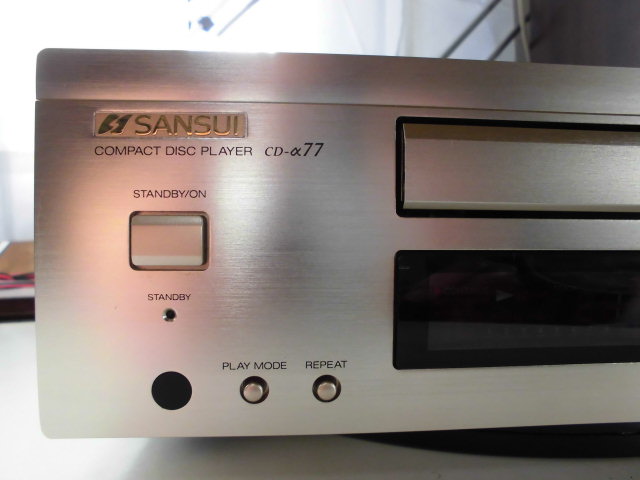 SANSUI
COMPACT DISC PLAYER CD-α77
STANDBY/ON
STANDBY
PLAY MODE REPEAT